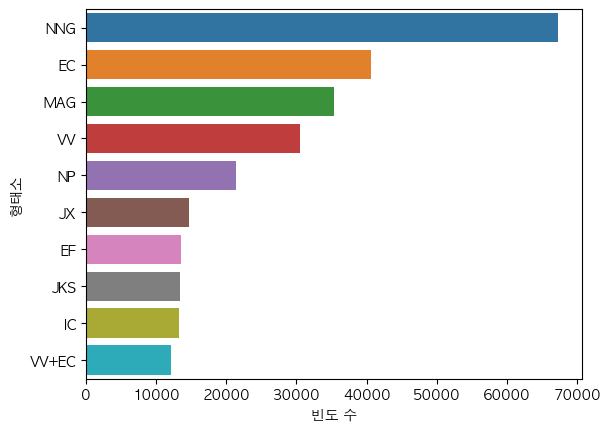 NNG
EC
MAG
VV
NP
JX
EF
JKS
IC
VV+EC
형태소
0 10000 20000 30000 40000 50000 60000 70000
빈도 수